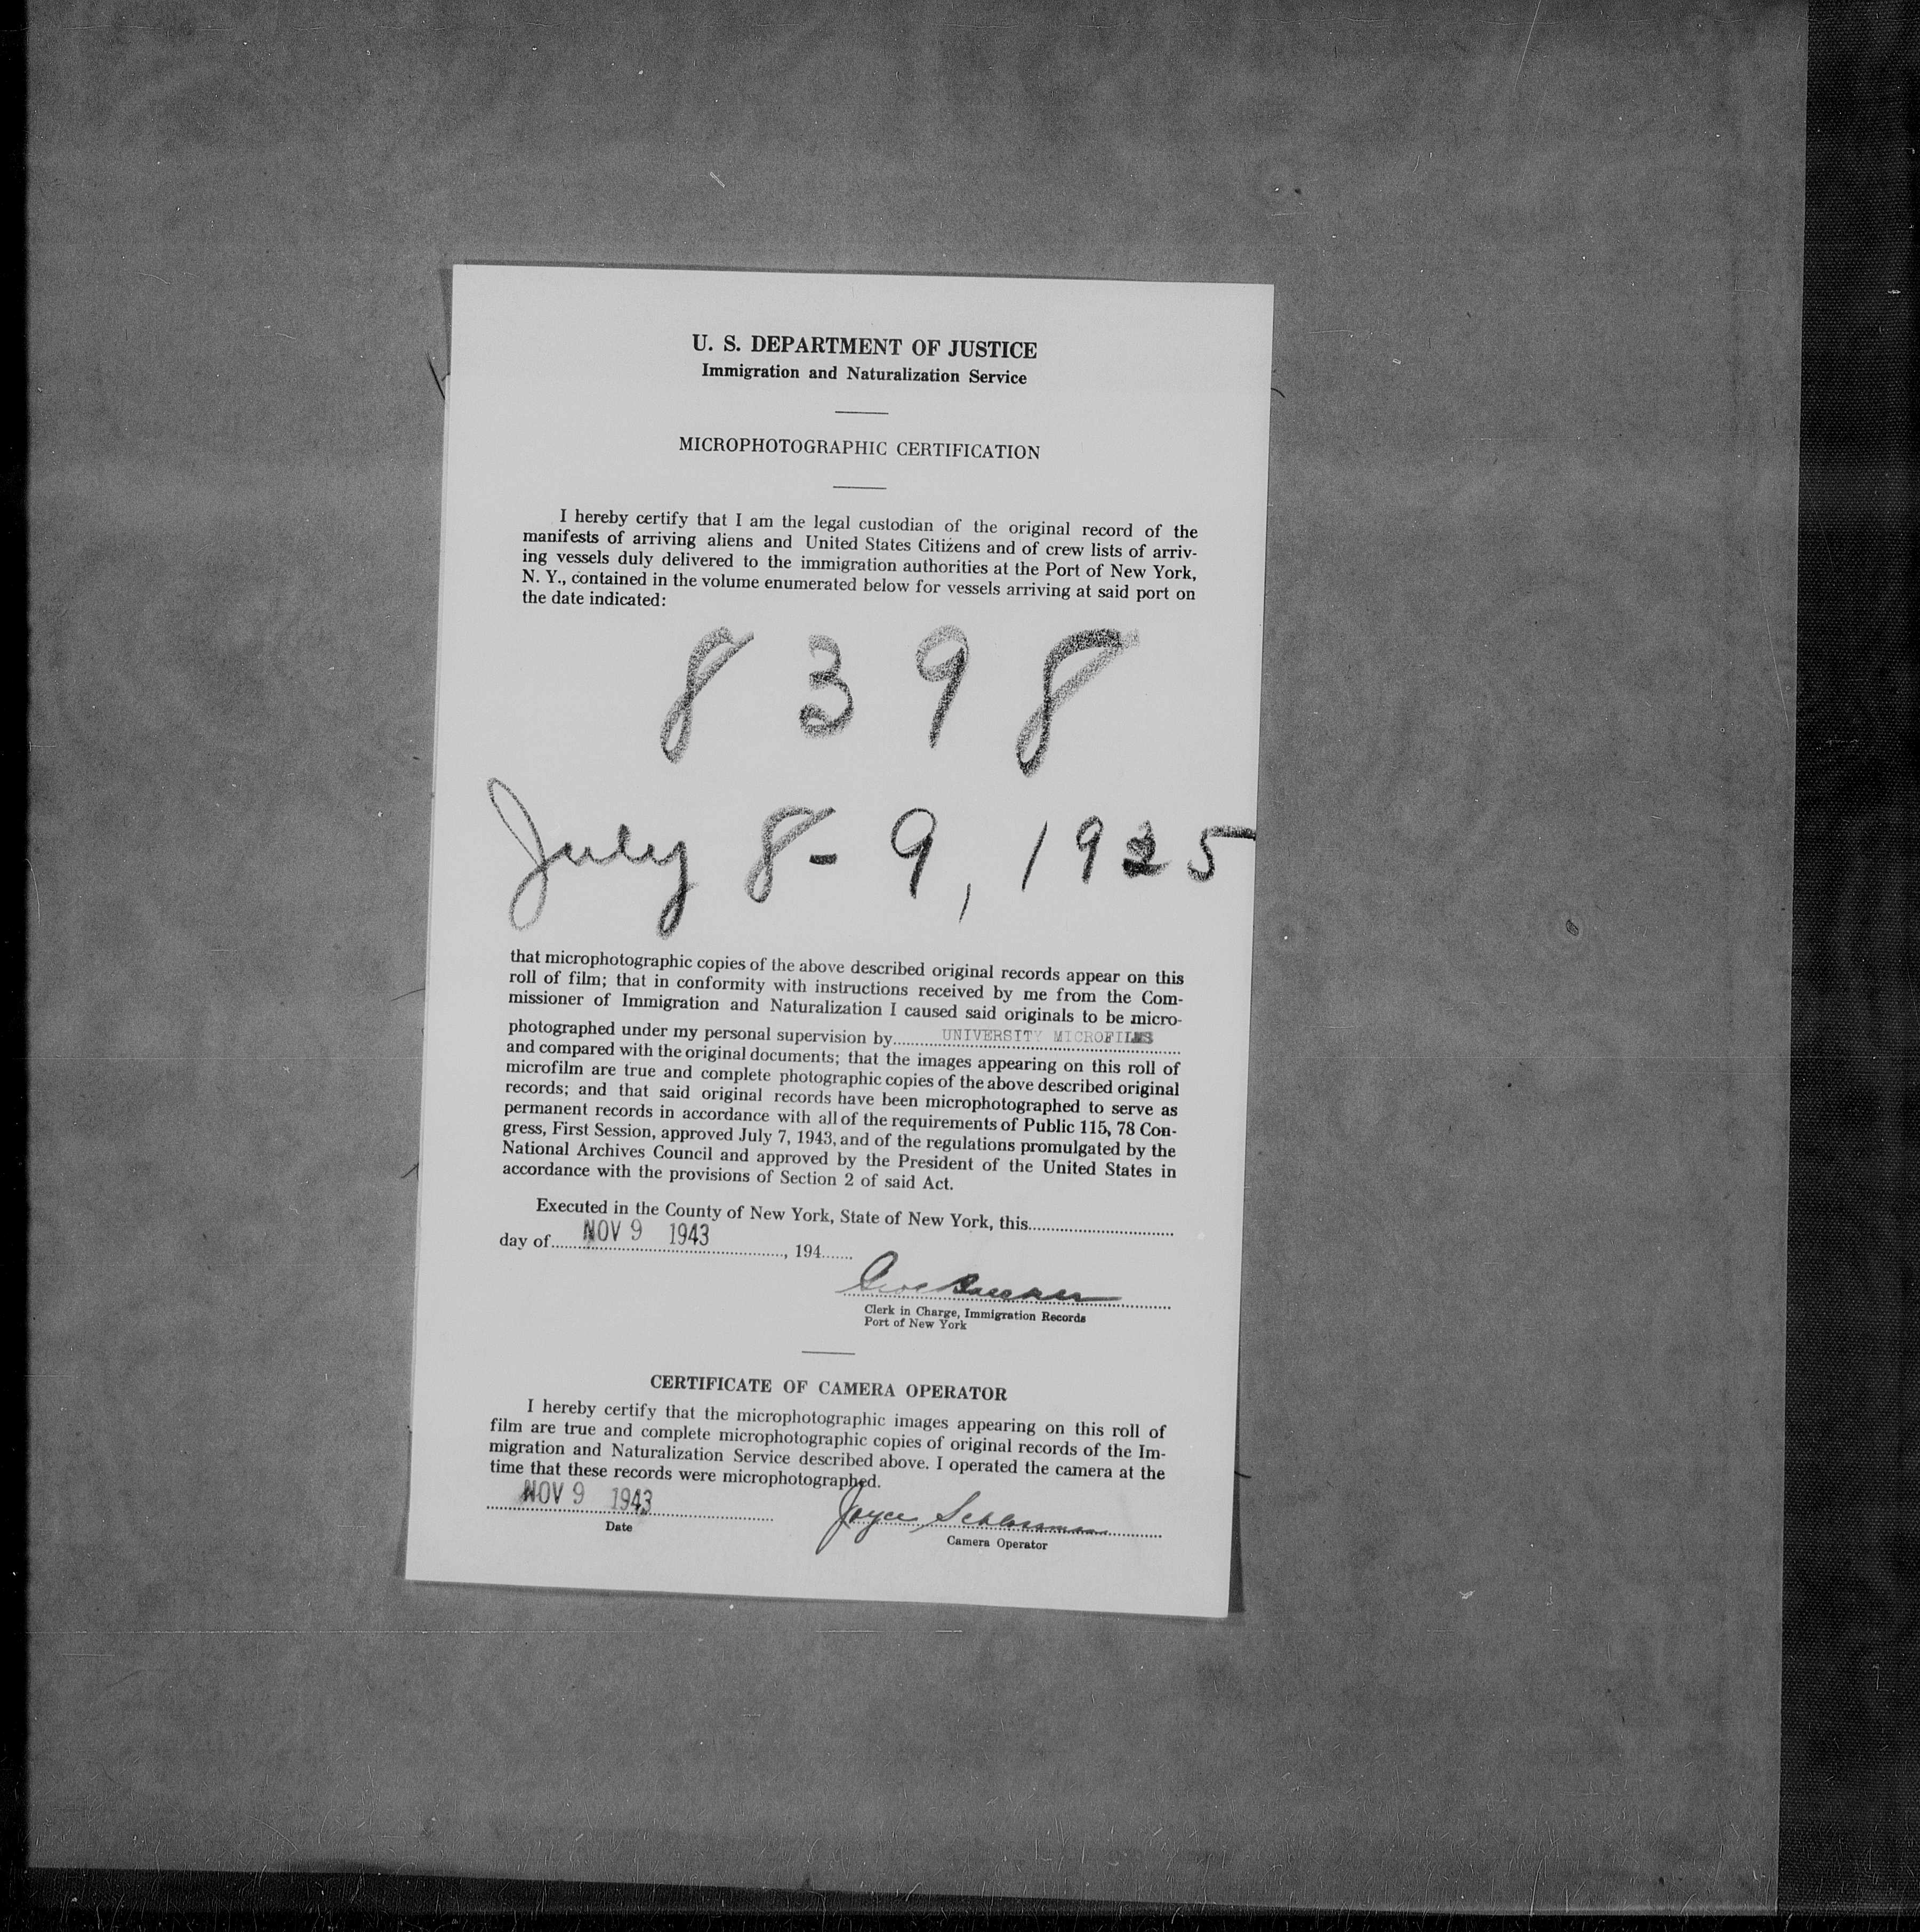 U. S. DEPARTMENT OF JUSTICE
Immigration and Naturalization Service
MICROPHOTOGRAPHIC CERTIFICATION
I hereby certify that I am the legal custodian of the original record of the
manifests of arriving aliens and United States Citizens and of crew lists of arriv-
ing vessels duly delivered to the immigration authorities at the Port of New York,
N. Y., contained in the volume enumerated below for vessels arriving at said port on
the date indicated:
8398
July 8-9, 1925
that microphotographic copies of the above described original records appear on this
roll of film; that in conformity with instructions received by me from the Com-
missioner of Immigration and Naturalization I caused said originals to be micro-
photographed under my personal supervision by UNIVERSITY MICROFILMS
and compared with the original documents; that the images appearing on this roll of
microfilm are true and complete photographic copies of the above described original
records; and that said original records have been microphotographed to serve as
permanent records in accordance with all of the requirements of Public 115, 78 Con-
gress, First Session, approved July 7, 1943, and of the regulations promulgated by the
National Archives Council and approved by the President of the United States in
accordance with the provisions of Section 2 of said Act.
Executed in the County of New York, State of New York, this
day of NOV 9 1943, 194
Clerk in Charge, Immigration Records
Port of New York
CERTIFICATE OF CAMERA OPERATOR
I hereby certify that the microphotographic images appearing on this roll of
film are true and complete microphotographic copies of original records of the Im-
migration and Naturalization Service described above. I operated the camera at the
time that these records were microphotographed.
NOV 9 1943 Joyce
Date
Camera Operator